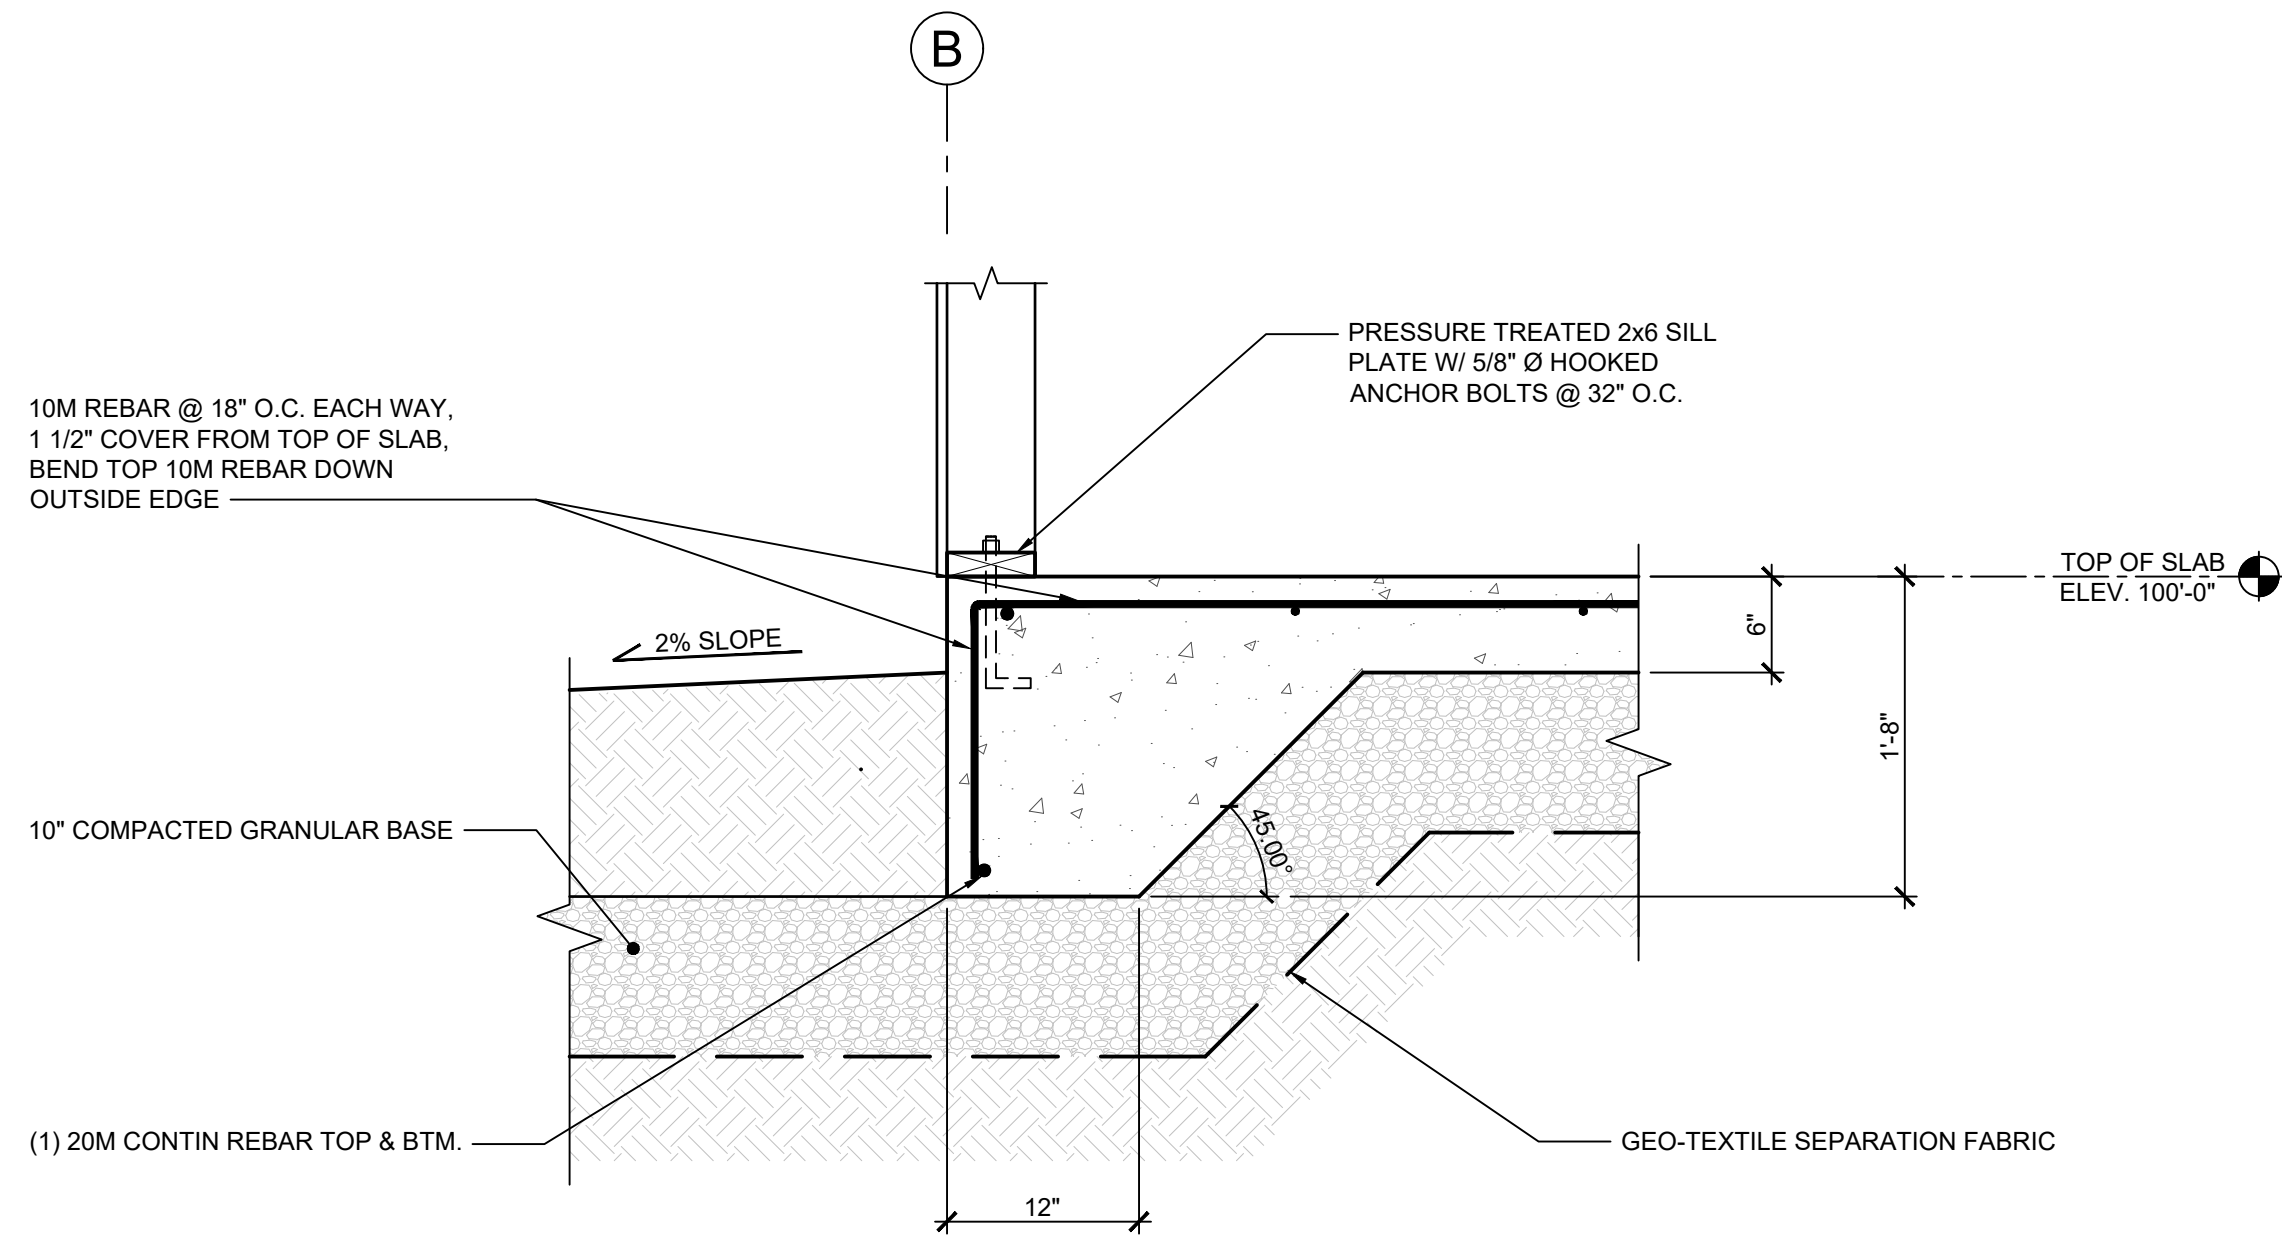 B
PRESSURE TREATED 2x6 SILL
PLATE W/ 5/8" Ø HOOKED
ANCHOR BOLTS @ 32" O.C.
10M REBAR @ 18" O.C. EACH WAY,
1 1/2" COVER FROM TOP OF SLAB,
BEND TOP 10M REBAR DOWN
OUTSIDE EDGE
TOP OF SLAB
ELEV. 100'-0"
2% SLOPE
6"
1'-8"
45.00°
10" COMPACTED GRANULAR BASE
(1) 20M CONTIN REBAR TOP & BTM.
GEO-TEXTILE SEPARATION FABRIC
12"